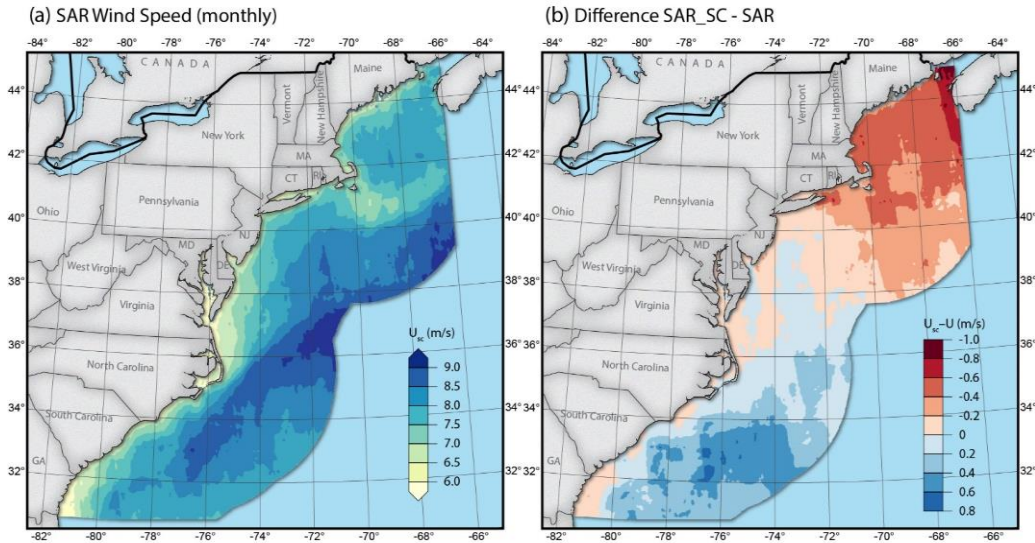 (a) SAR Wind Speed (monthly)
-84° -82° -80° -78° -76° -74° -72° -70° -68° -66°
CANADA
Maine
44°
Vermont
New Hampshire
New York
42°
MA
CT
RI
40°
Pennsylvania
Ohio
NJ
MD
DE
38°
West Virginia
Virginia
Usc (m/s)
36°
9.0
8.5
8.0
7.5
7.0
6.5
6.0
North Carolina
34°
South Carolina
GA
32°
-82 -80 -78 -76 -74 -72 -70 -68 -66
(b) Difference SAR_SC - SAR
-84° -82° -80° -78° -76° -74° -72° -70° -68° -66°
CANADA
Maine
44° 44°
Vermont
New Hampshire
New York
42° 42°
MA
CT
RI
40° 40°
Pennsylvania
Ohio
NJ
MD
DE
38° 38°
West Virginia
Virginia
Usc–U (m/s)
36° 36°
-1.0
-0.8
-0.6
-0.4
-0.2
0
0.2
0.4
0.6
0.8
North Carolina
34° 34°
South Carolina
GA
32° 32°
-82 -80 -78 -76 -74 -72 -70 -68 -66